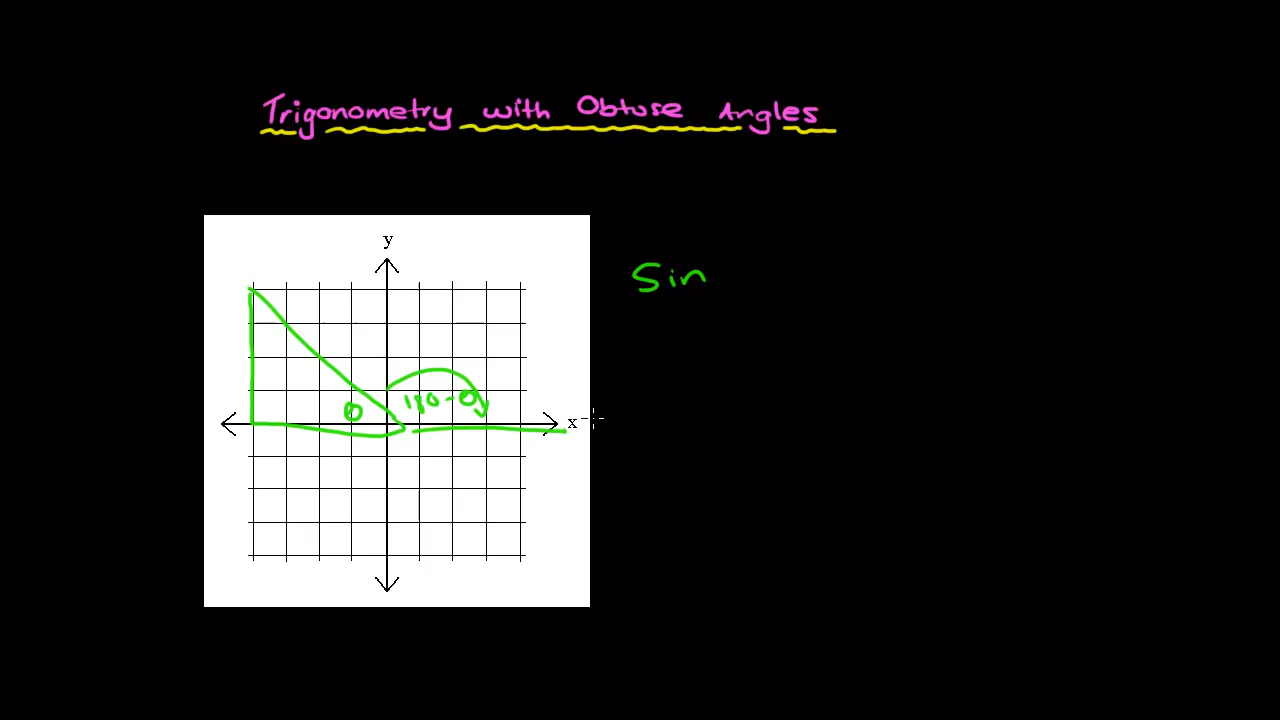 Trigonometry with Obtuse Angles
y
Sin
θ 180-θ
x